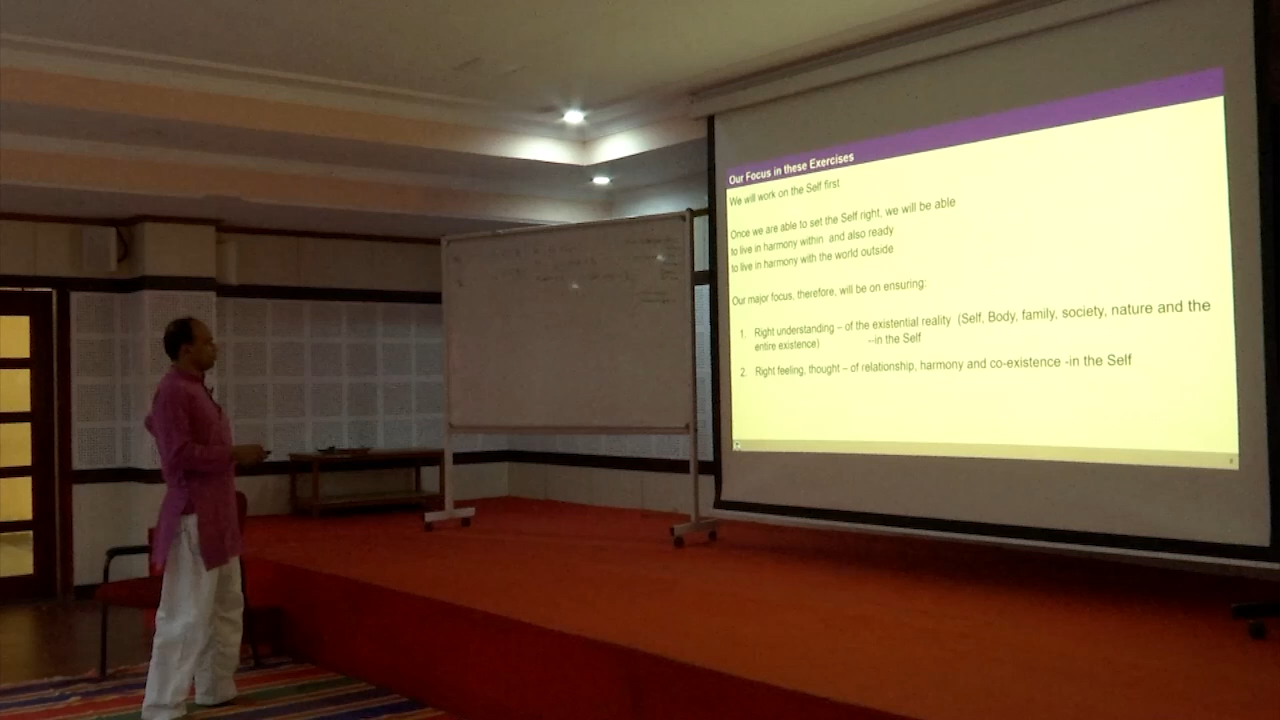 Our Focus in these Exercises
We will work on the Self first
Once we are able to set the Self right, we will be able
to live in harmony within and also ready
to live in harmony with the world outside
Our major focus, therefore, will be on ensuring:
1. Right understanding – of the existential reality (Self, Body, family, society, nature and the
entire existence) --in the Self
2. Right feeling, thought – of relationship, harmony and co-existence -in the Self